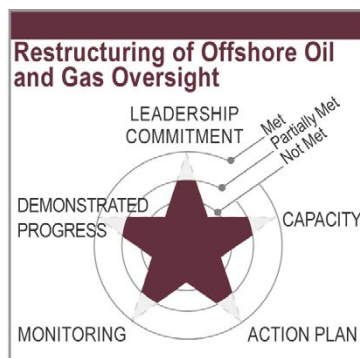 Restructuring of Offshore Oil
and Gas Oversight
LEADERSHIP
COMMITMENT
Met
Partially Met
Not Met
DEMONSTRATED
PROGRESS
CAPACITY
MONITORING
ACTION PLAN